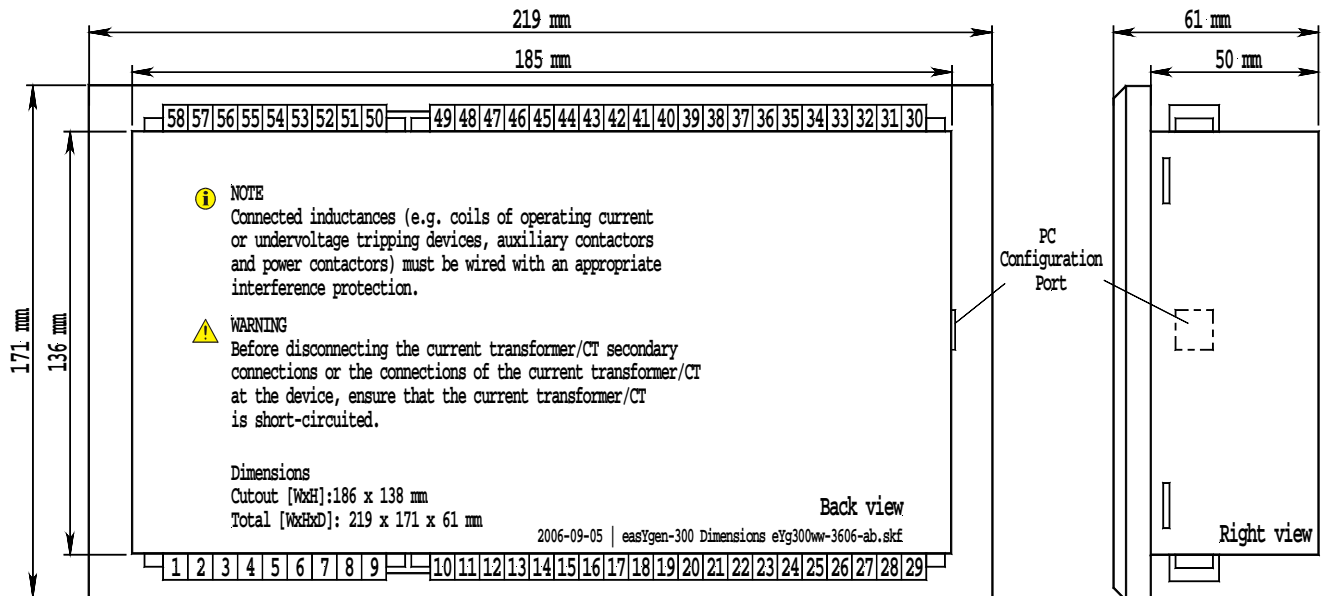 219 mm
61 mm
185 mm
50 mm
58 57 56 55 54 53 52 51 50 49 48 47 46 45 44 43 42 41 40 39 38 37 36 35 34 33 32 31 30
NOTE
Connected inductances (e.g. coils of operating current
or undervoltage tripping devices, auxiliary contactors
and power contactors) must be wired with an appropriate
interference protection.
PC
Configuration
Port
171 mm
136 mm
WARNING
Before disconnecting the current transformer/CT secondary
connections or the connections of the current transformer/CT
at the device, ensure that the current transformer/CT
is short-circuited.
Dimensions
Cutout [WxH]:186 x 138 mm
Total [WxHxD]: 219 x 171 x 61 mm
Back view
2006-09-05 | easYgen-300 Dimensions eYg300ww-3606-ab.skf
Right view
1 2 3 4 5 6 7 8 9 10 11 12 13 14 15 16 17 18 19 20 21 22 23 24 25 26 27 28 29